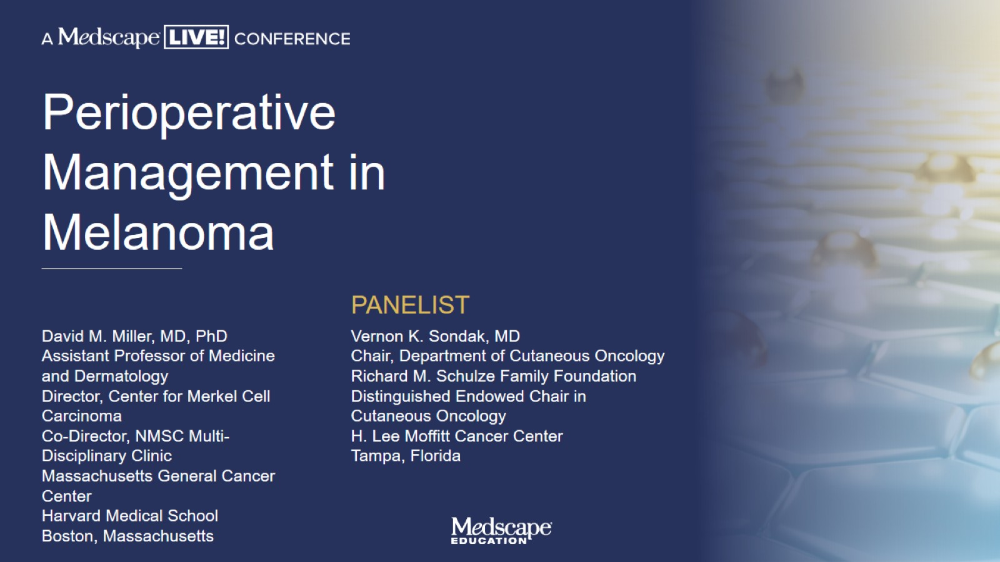 A Medscape LIVE! CONFERENCE
Perioperative
Management in
Melanoma
David M. Miller, MD, PhD
Assistant Professor of Medicine
and Dermatology
Director, Center for Merkel Cell
Carcinoma
Co-Director, NMSC Multi-
Disciplinary Clinic
Massachusetts General Cancer
Center
Harvard Medical School
Boston, Massachusetts
PANELIST
Vernon K. Sondak, MD
Chair, Department of Cutaneous Oncology
Richard M. Schulze Family Foundation
Distinguished Endowed Chair in
Cutaneous Oncology
H. Lee Moffitt Cancer Center
Tampa, Florida
Medscape
EDUCATION